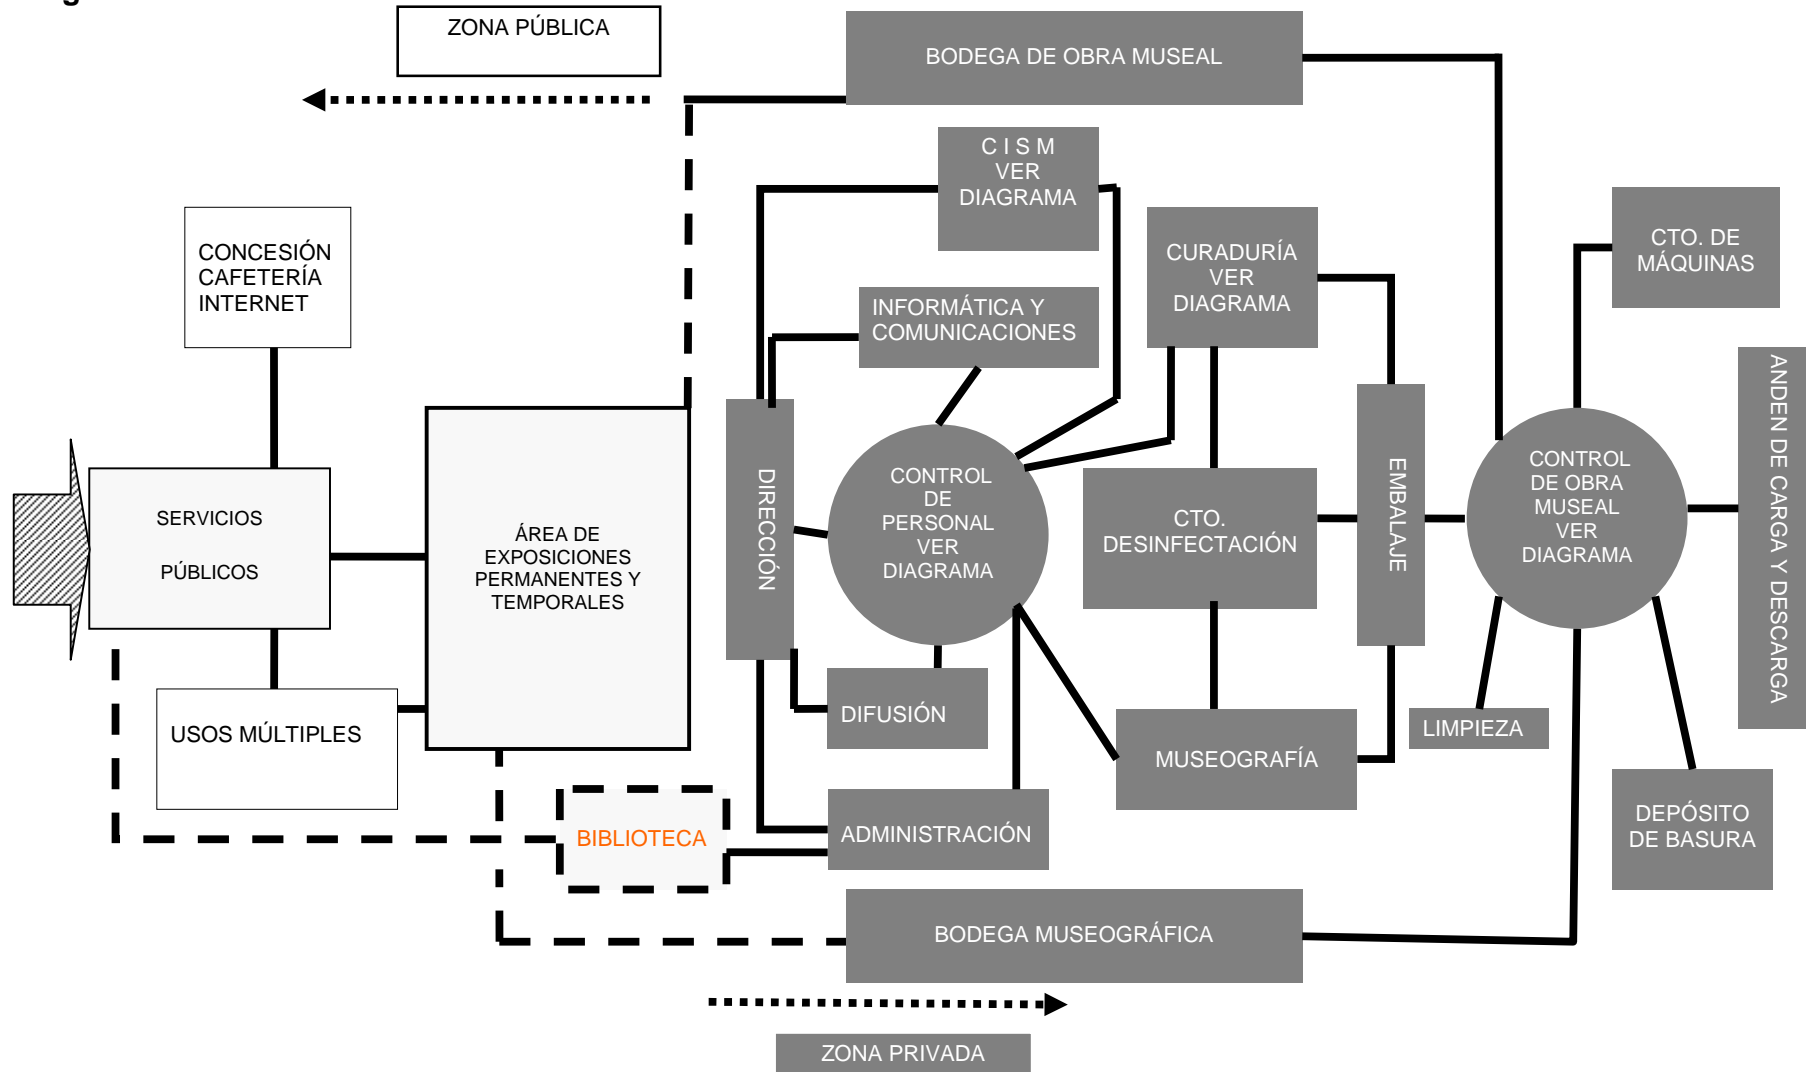 g
ZONA PÚBLICA
BODEGA DE OBRA MUSEAL
C I S M
VER
DIAGRAMA
CONCESIÓN
CAFETERÍA
INTERNET
CURADURÍA
VER
DIAGRAMA
CTO. DE
MÁQUINAS
INFORMÁTICA Y
COMUNICACIONES
SERVICIOS
PÚBLICOS
ÁREA DE
EXPOSICIONES
PERMANENTES Y
TEMPORALES
DIRECCIÓN
CONTROL
DE
PERSONAL
VER
DIAGRAMA
CTO.
DESINFECTACIÓN
EMBALAJE
CONTROL
DE OBRA
MUSEAL
VER
DIAGRAMA
ANDEN DE CARGA Y DESCARGA
USOS MÚLTIPLES
DIFUSIÓN
MUSEOGRAFÍA
LIMPIEZA
BIBLIOTECA
ADMINISTRACIÓN
DEPÓSITO
DE BASURA
BODEGA MUSEOGRÁFICA
ZONA PRIVADA